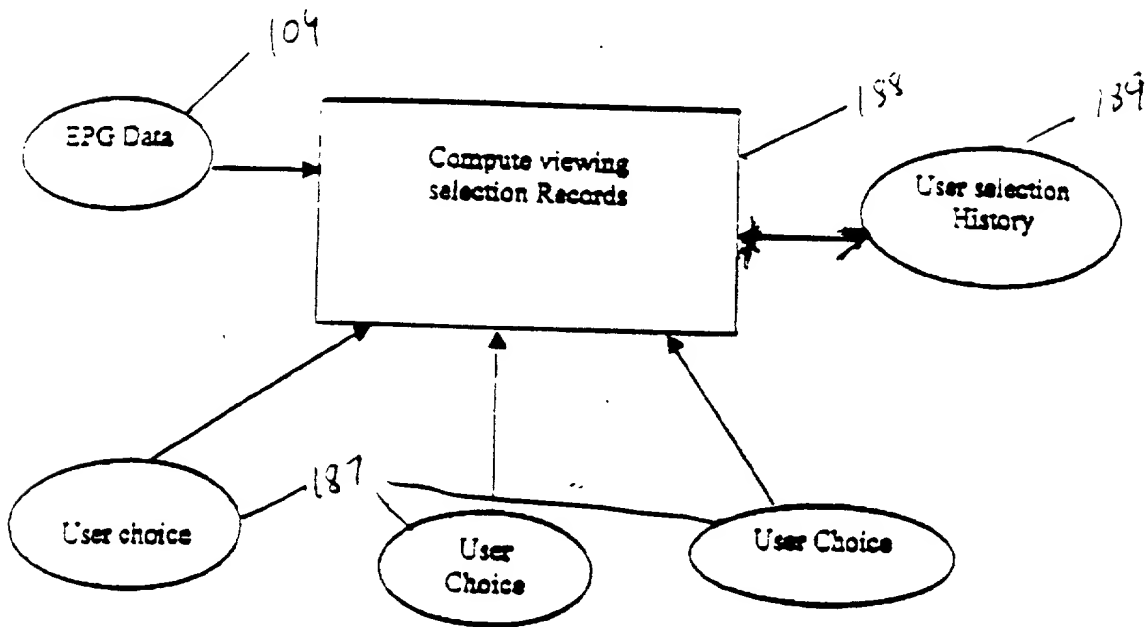 104
EPG Data
Compute viewing
selection Records
188
189
User selection
History
187
User choice
User
Choice
User Choice